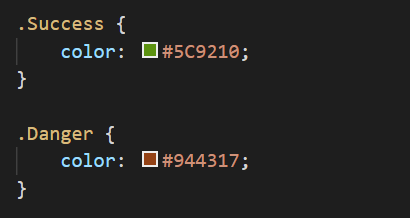 .Success {
    color: #5C9210;
}

.Danger {
    color: #944317;
}